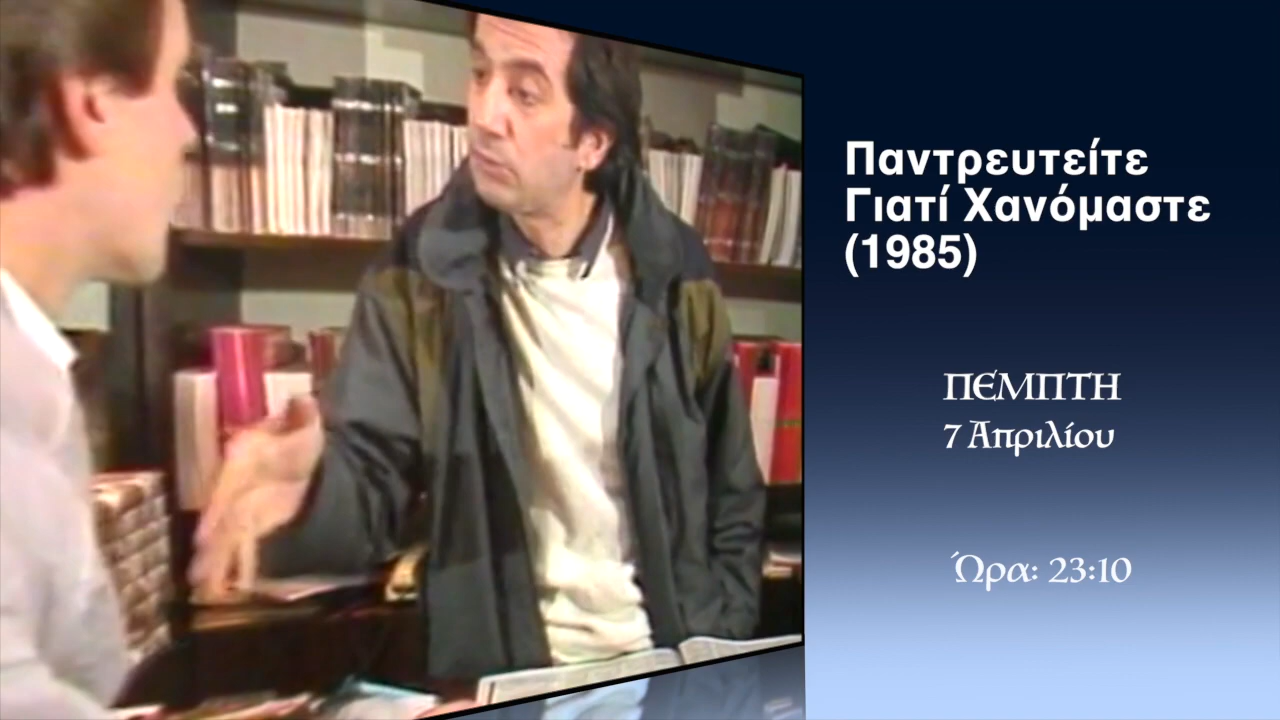 Παντρευτείτε
Γιατί Χανόμαστε
(1985)
ΠΕΜΠΤΗ
7 Απριλίου
Ώρα: 23:10